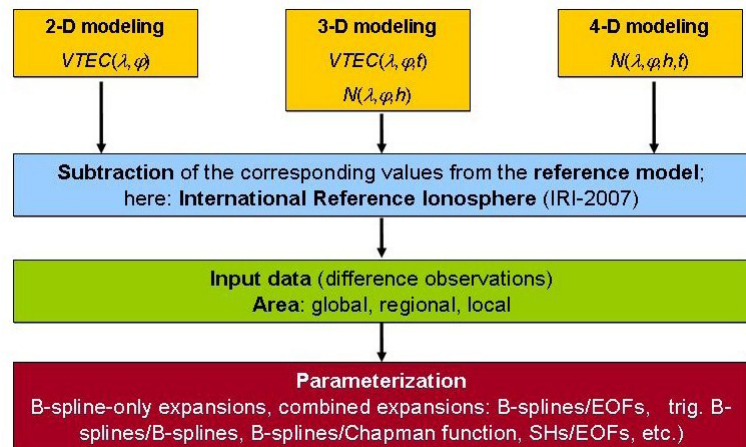 2-D modeling
VTEC(λ,φ)
3-D modeling
VTEC(λ,φ,t)
N(λ,φ,h)
4-D modeling
N(λ,φ,h,t)
Subtraction of the corresponding values from the reference model;
here: International Reference Ionosphere (IRI-2007)
Input data (difference observations)
Area: global, regional, local
Parameterization
B-spline-only expansions, combined expansions: B-splines/EOFs, trig. B-
splines/B-splines, B-splines/Chapman function, SHs/EOFs, etc.)